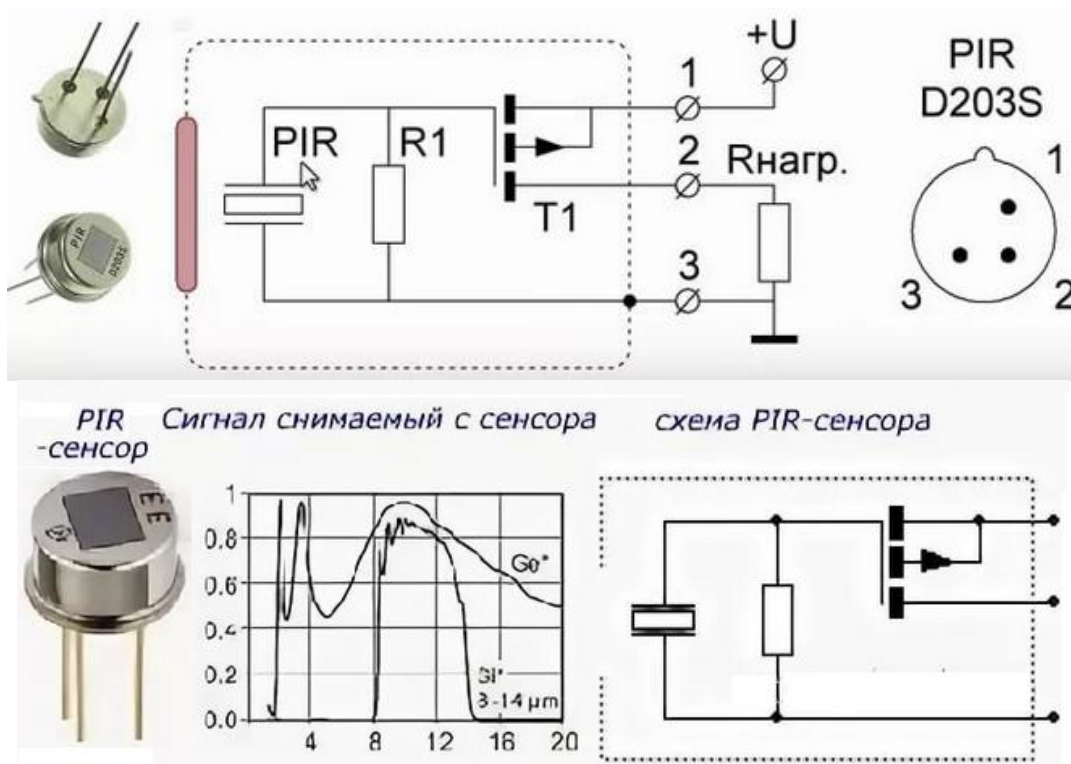 +U
PIR
D203S
1
PIR
R1
2
Rнагр.
T1
3
1
3
2
PIR
D203S
PIR
-сенсор
Сигнал снимаемый с сенсора
схема PIR-сенсора
1
0.8
0.6
0.4
0.2
0.0
Ge*
3-14 µm
4
8
12
16
20